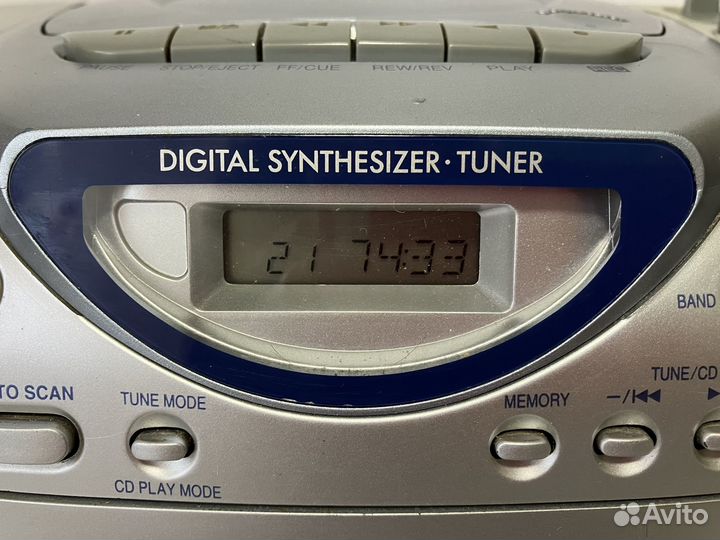 PAUSE STOP/EJECT FF/CUE REW/REV PLAY REC
DIGITAL SYNTHESIZER · TUNER
21 74:33
BAND
TO SCAN TUNE MODE MEMORY −/⏮ TUNE/CD
CD PLAY MODE
Avito